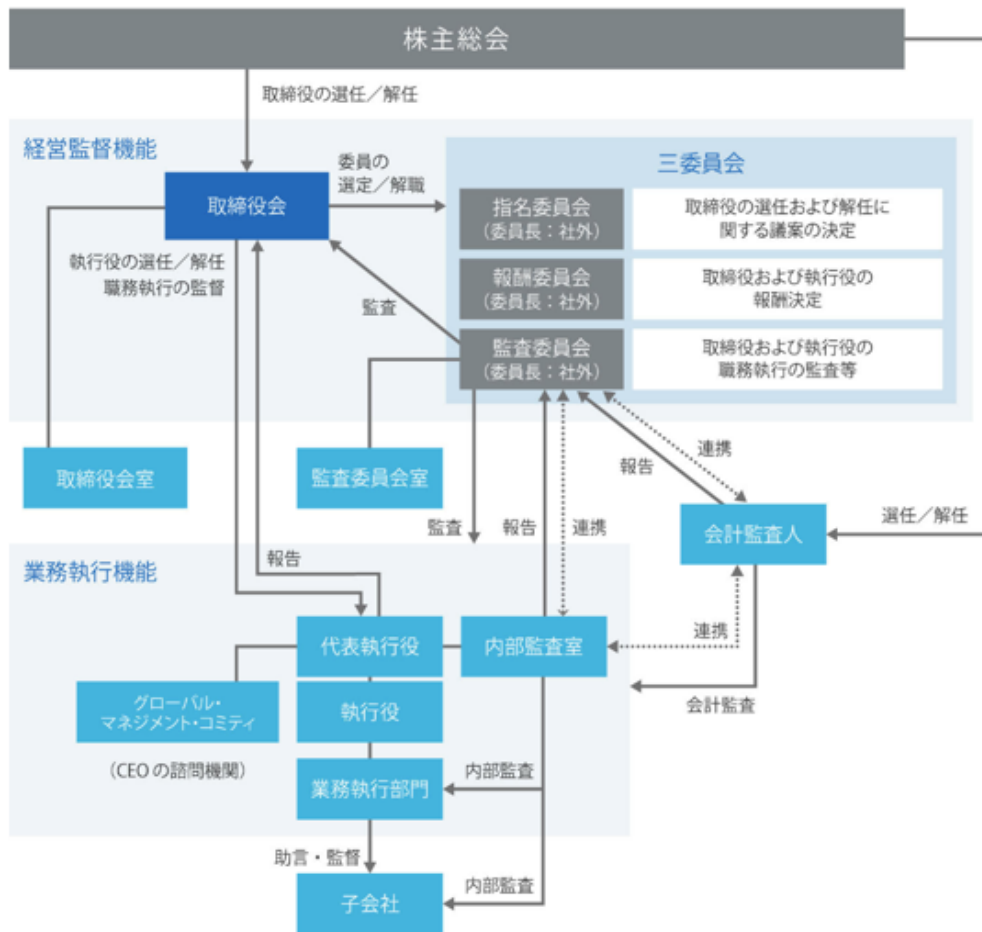 株主総会
取締役の選任／解任
経営監督機能
委員の
選定／解職
三委員会
取締役会
指名委員会
（委員長：社外）
取締役の選任および解任に
関する議案の決定
執行役の選任／解任
職務執行の監督
監査
報酬委員会
（委員長：社外）
取締役および執行役の
報酬決定
監査委員会
（委員長：社外）
取締役および執行役の
職務執行の監査等
取締役会室
監査委員会室
連携
報告
監査
報告
連携
会計監査人
選任／解任
業務執行機能
報告
代表執行役
内部監査室
連携
グローバル・
マネジメント・コミティ
執行役
会計監査
（CEOの諮問機関）
業務執行部門
内部監査
助言・監督
子会社
内部監査